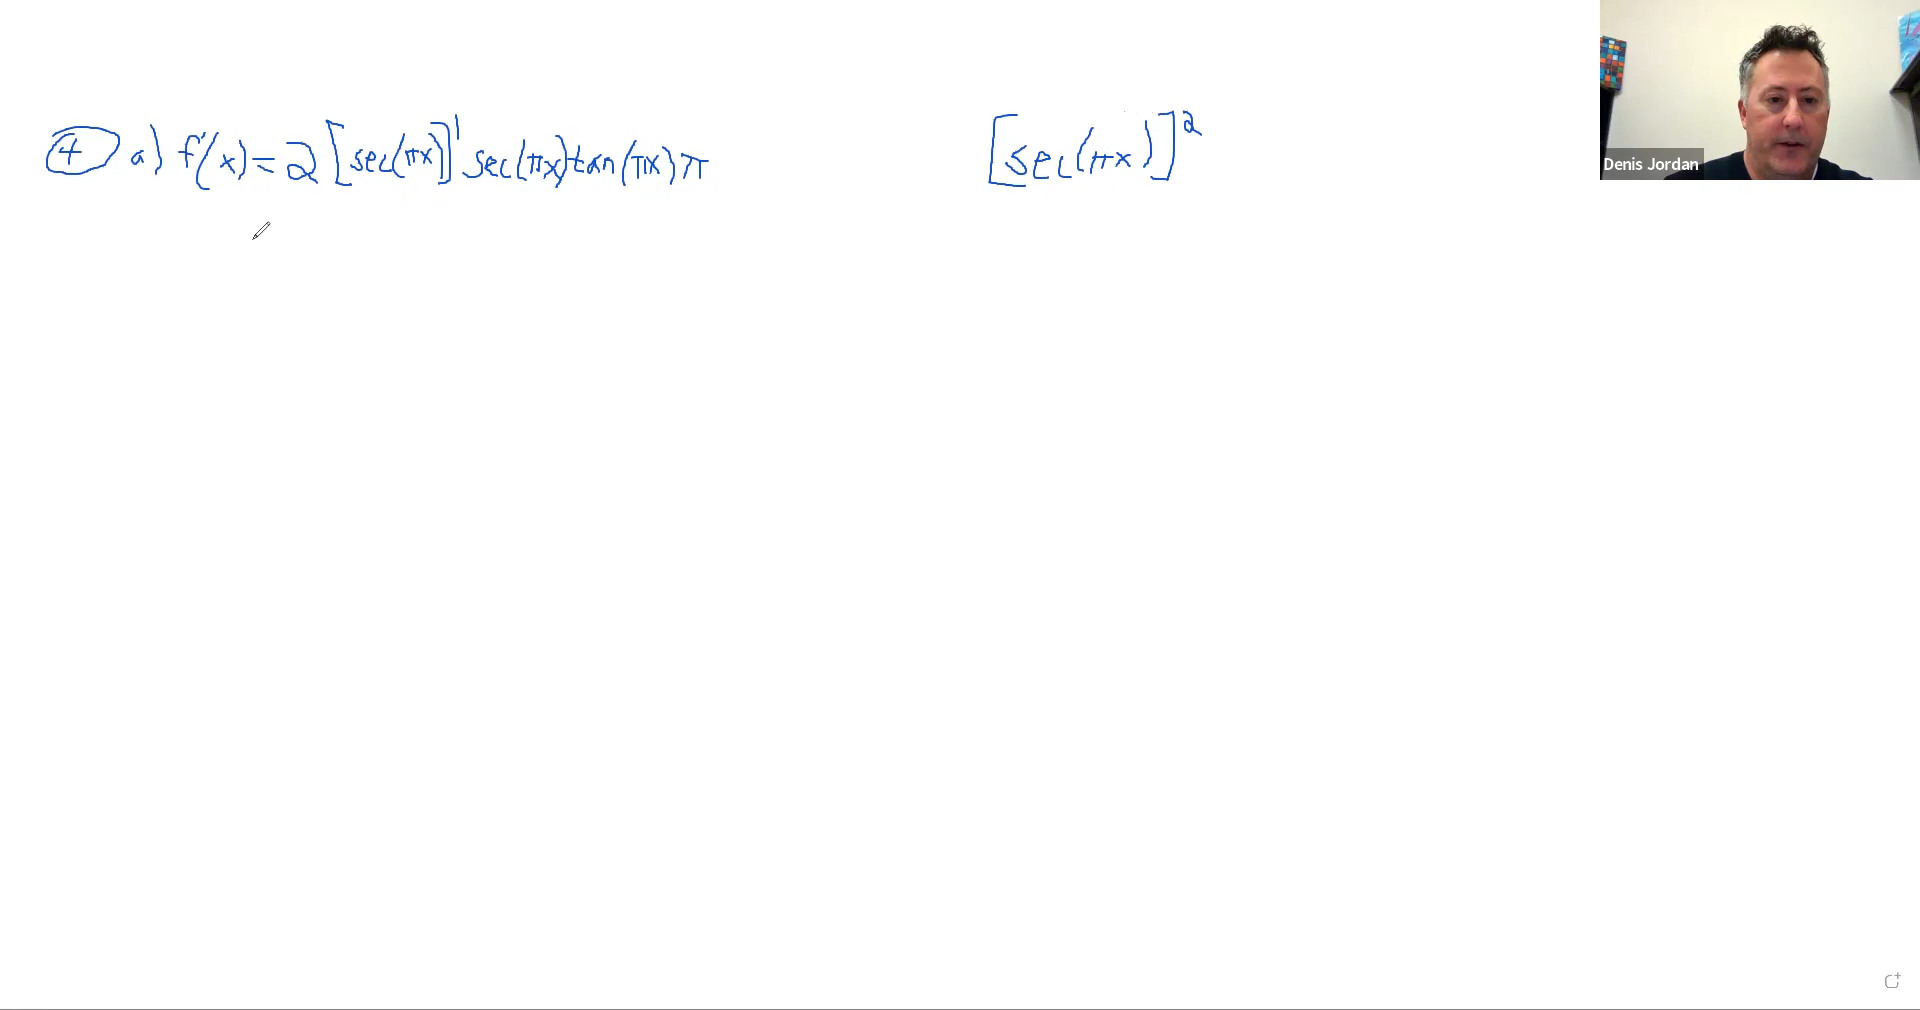 ④ a) f'(x) = 2 [sec(πx)]¹ sec(πx) tan(πx) π
[sec(πx)]²
Denis Jordan